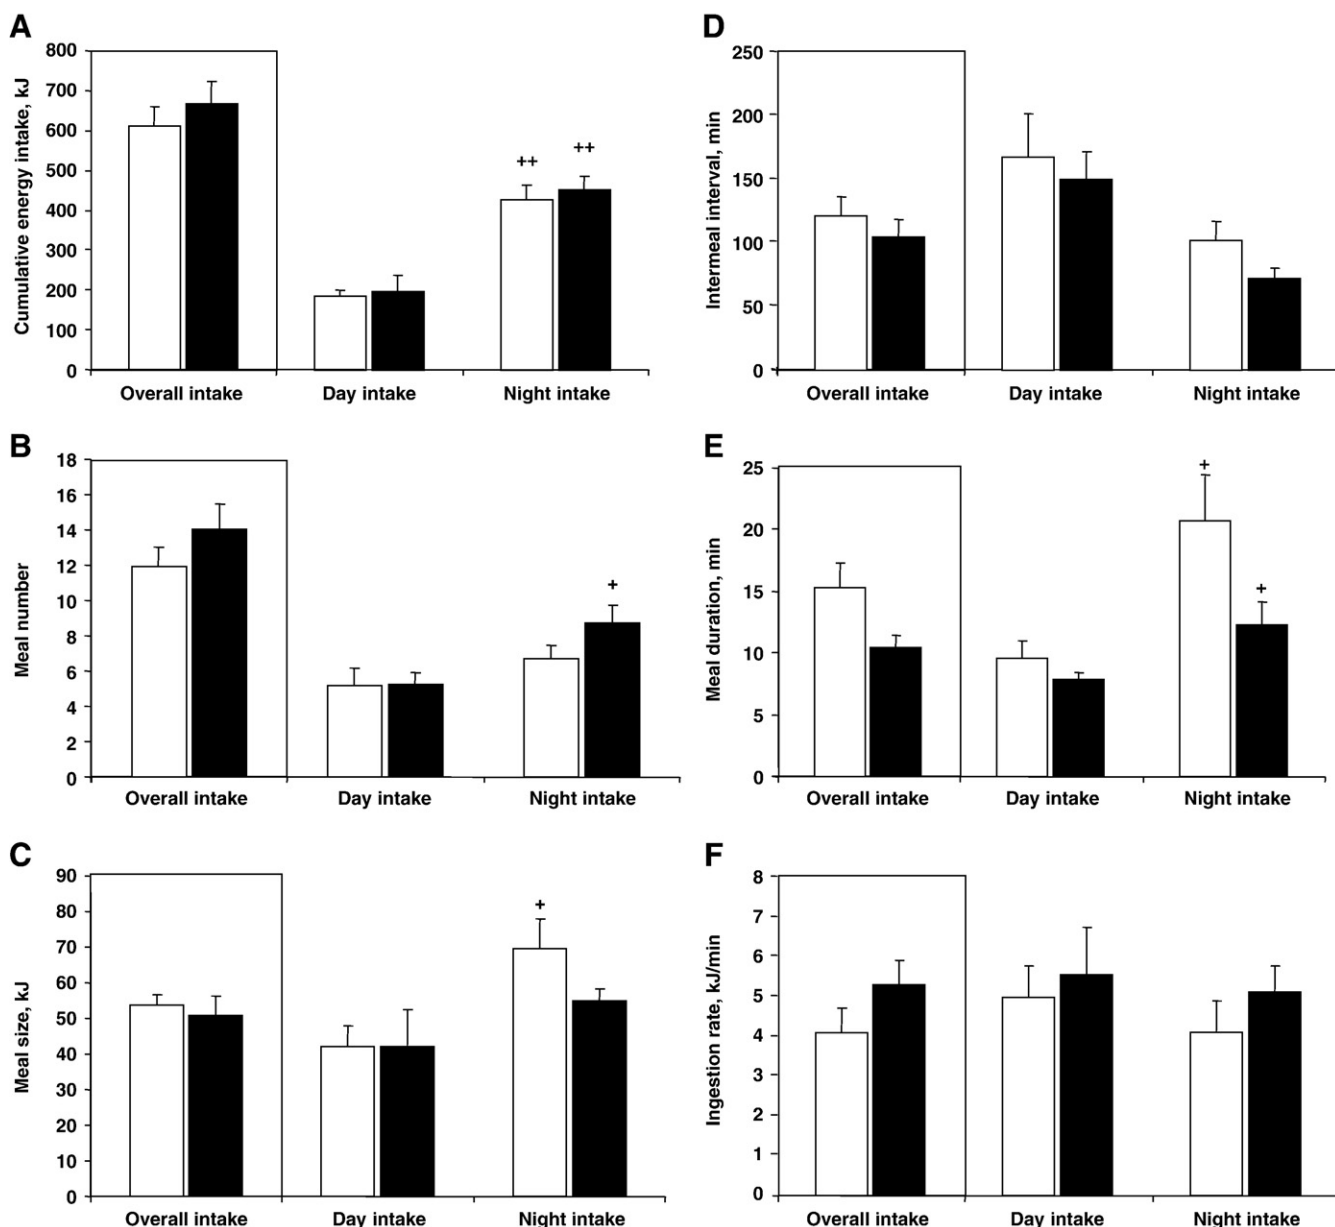 A
Cumulative energy intake, kJ
800
700
600
500
400
300
200
100
0
++
++
Overall intake
Day intake
Night intake
B
Meal number
18
16
14
12
10
8
6
4
2
0
+
Overall intake
Day intake
Night intake
C
Meal size, kJ
90
80
70
60
50
40
30
20
10
0
+
Overall intake
Day intake
Night intake
D
Intermeal interval, min
250
200
150
100
50
0
Overall intake
Day intake
Night intake
E
Meal duration, min
25
20
15
10
5
0
+
+
Overall intake
Day intake
Night intake
F
Ingestion rate, kJ/min
8
7
6
5
4
3
2
1
0
Overall intake
Day intake
Night intake